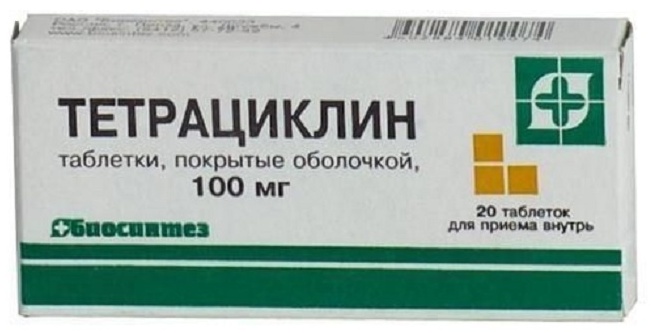 ТЕТРАЦИКЛИН
таблетки, покрытые оболочкой,
100 мг
биосинтез
20 таблеток
для приема внутрь